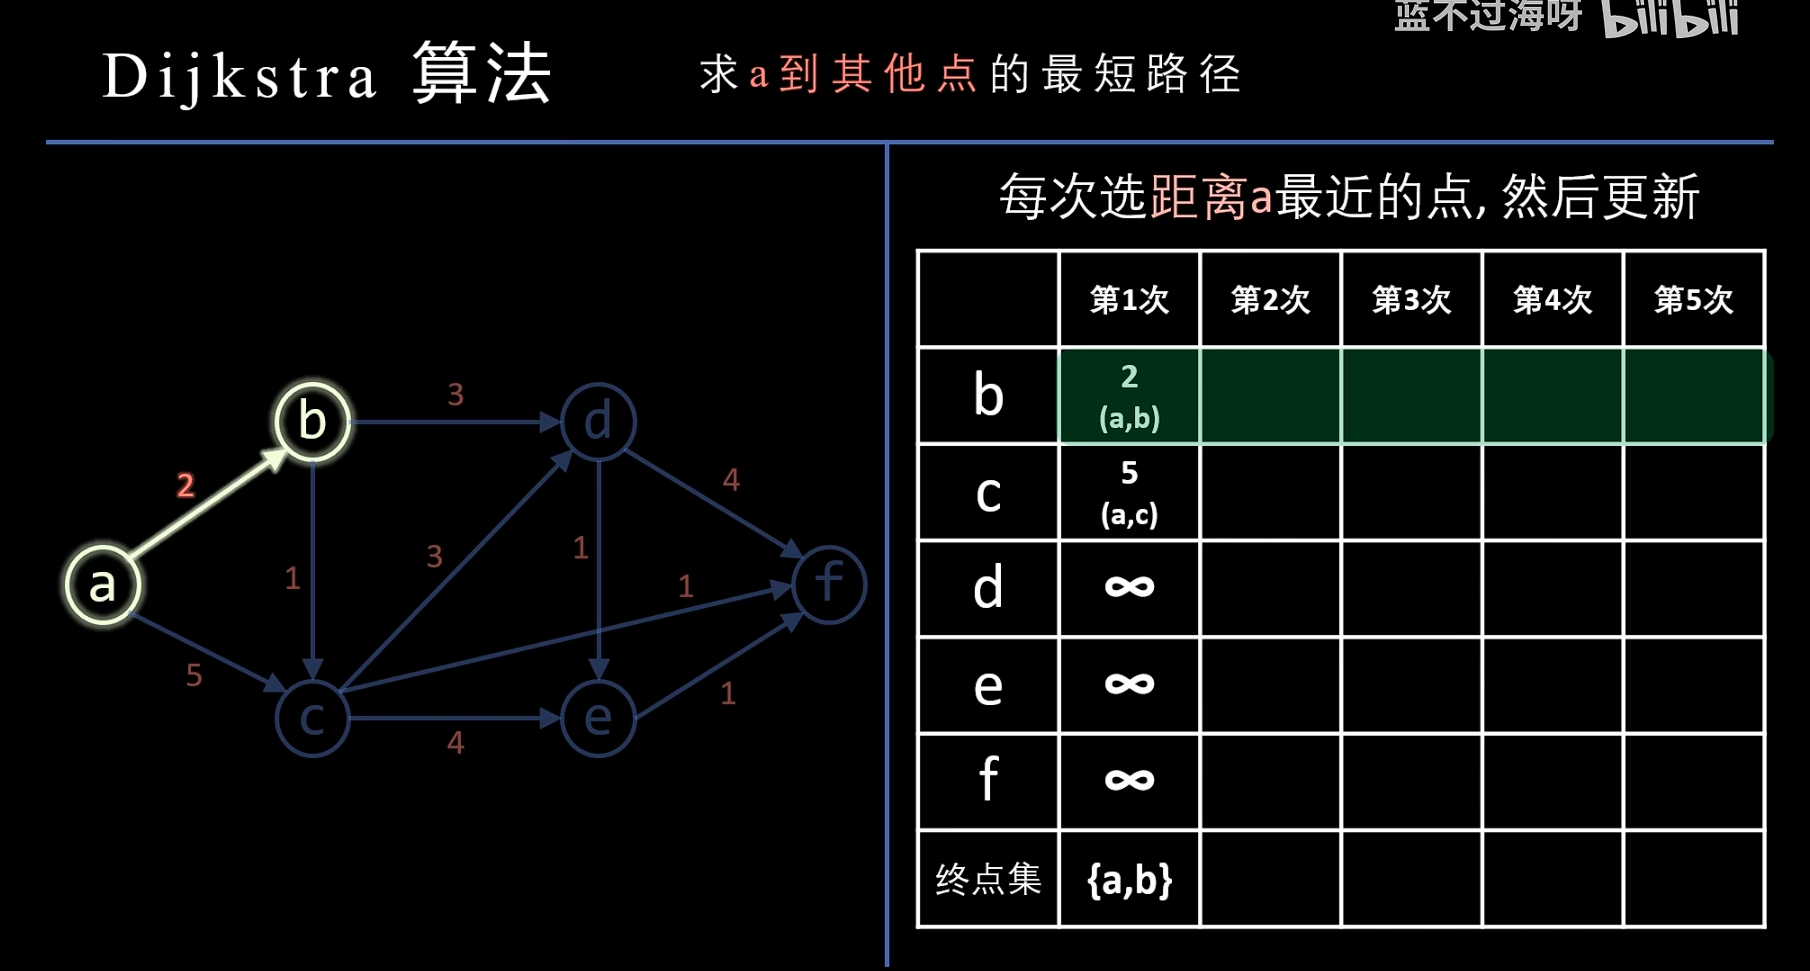 蓝不过海呀 bilibili
Dijkstra 算法
求a到其他点的最短路径
每次选距离a最近的点, 然后更新
第1次 第2次 第3次 第4次 第5次
b 2
(a,b)
c 5
(a,c)
d ∞
e ∞
f ∞
终点集 {a,b}
b 3 d
2 4
a 1 3 1 1 f
5 1
c 4 e